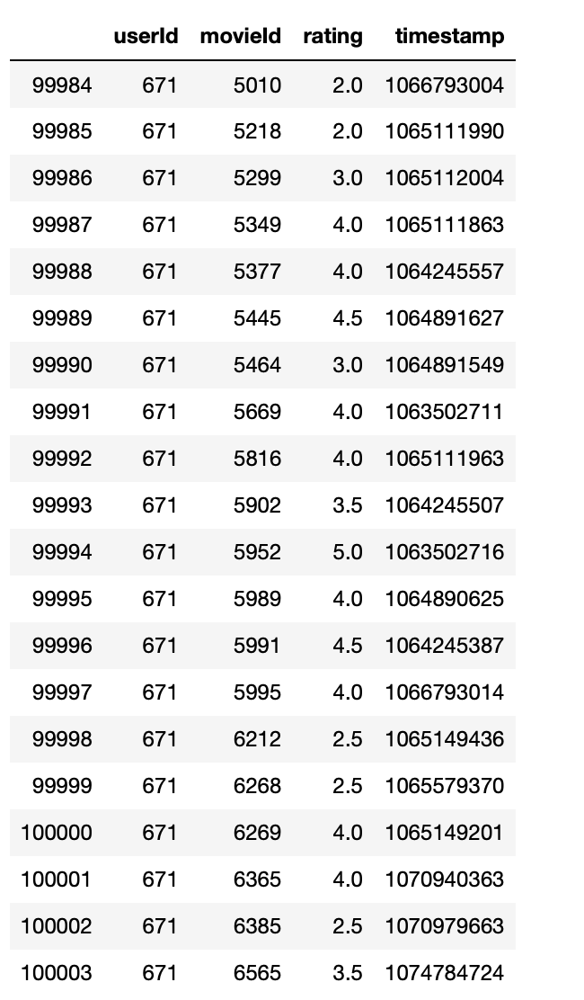 userId movieId rating timestamp
99984 671 5010 2.0 1066793004
99985 671 5218 2.0 1065111990
99986 671 5299 3.0 1065112004
99987 671 5349 4.0 1065111863
99988 671 5377 4.0 1064245557
99989 671 5445 4.5 1064891627
99990 671 5464 3.0 1064891549
99991 671 5669 4.0 1063502711
99992 671 5816 4.0 1065111963
99993 671 5902 3.5 1064245507
99994 671 5952 5.0 1063502716
99995 671 5989 4.0 1064890625
99996 671 5991 4.5 1064245387
99997 671 5995 4.0 1066793014
99998 671 6212 2.5 1065149436
99999 671 6268 2.5 1065579370
100000 671 6269 4.0 1065149201
100001 671 6365 4.0 1070940363
100002 671 6385 2.5 1070979663
100003 671 6565 3.5 1074784724